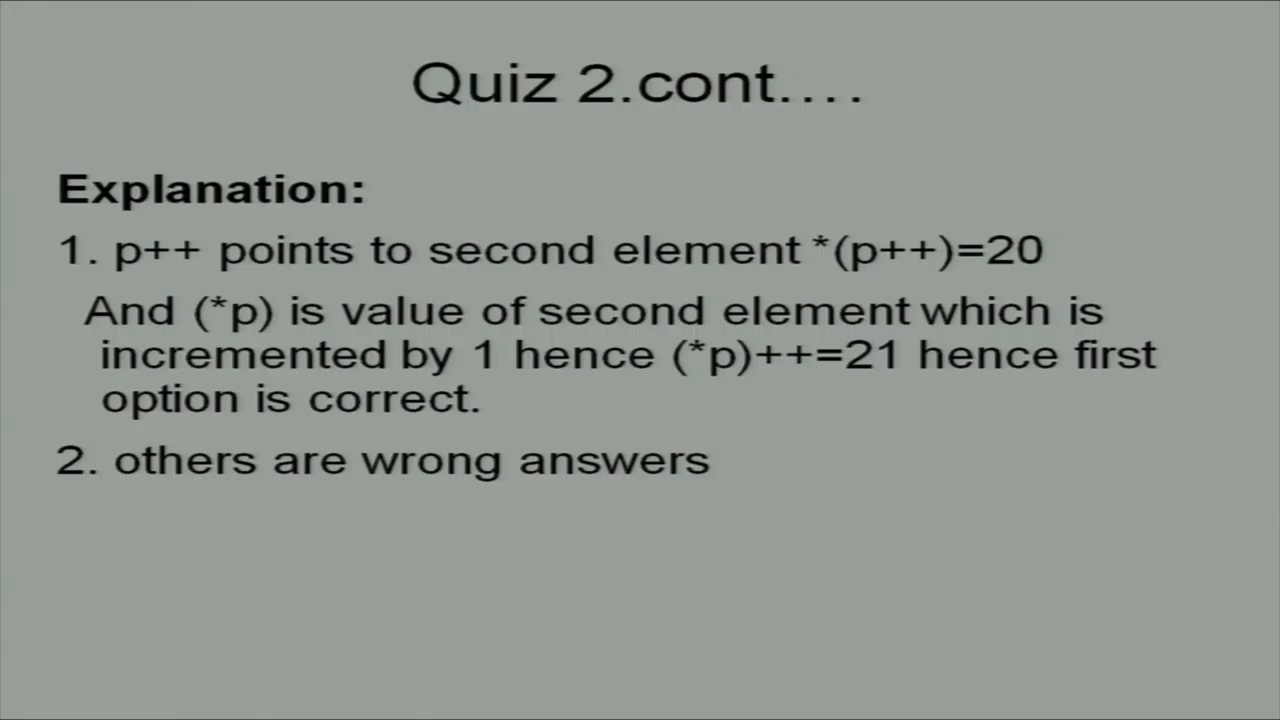 Quiz 2.cont....
Explanation:
1. p++ points to second element *(p++)=20
And (*p) is value of second element which is
incremented by 1 hence (*p)++=21 hence first
option is correct.
2. others are wrong answers